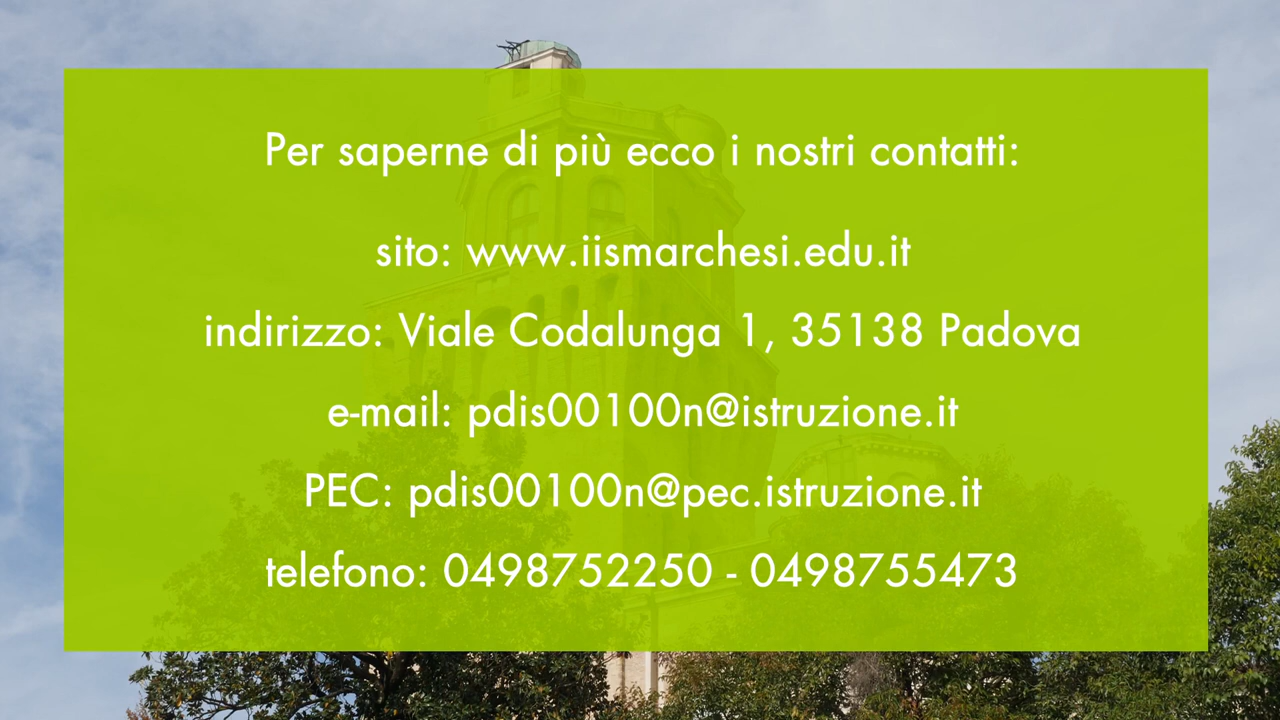 Per saperne di più ecco i nostri contatti:
sito: www.iismarchesi.edu.it
indirizzo: Viale Codalunga 1, 35138 Padova
e-mail: pdis00100n@istruzione.it
PEC: pdis00100n@pec.istruzione.it
telefono: 0498752250 - 0498755473